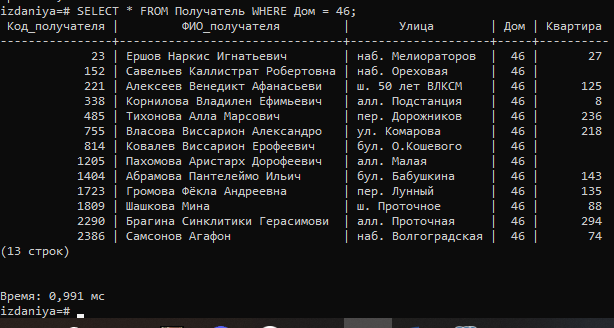 izdaniya=# SELECT * FROM Получатель WHERE Дом = 46;
Код_получателя | ФИО_получателя | Улица | Дом | Квартира
----------------+------------------------------+--------------------+-----+----------
23 | Ершов Наркис Игнатьевич | наб. Мелиораторов | 46 | 27
152 | Савельев Каллистрат Робертовна | наб. Ореховая | 46 |
221 | Алексеев Венедикт Афанасьеви | ш. 50 лет ВЛКСМ | 46 | 125
338 | Корнилова Владилен Ефимьевич | алл. Подстанция | 46 | 8
485 | Тихонова Алла Марсович | пер. Дорожников | 46 | 236
755 | Власова Виссарион Александро | ул. Комарова | 46 | 218
814 | Ковалев Виссарион Ерофеевич | бул. О.Кошевого | 46 |
1205 | Пахомова Аристарх Дорофеевич | алл. Малая | 46 |
1404 | Абрамова Пантелеймо Ильич | бул. Бабушкина | 46 | 143
1723 | Громова Фёкла Андреевна | пер. Лунный | 46 | 135
1809 | Шашкова Мина | ш. Проточное | 46 | 88
2290 | Брагина Синклитики Герасимови | алл. Проточная | 46 | 294
2386 | Самсонов Агафон | наб. Волгоградская | 46 | 74
(13 строк)
Время: 0,991 мс
izdaniya=#